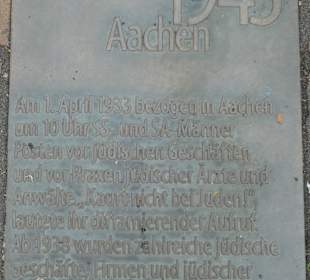 1945
Aachen
Am 1. April 1933 bezogen in Aachen
um 10 Uhr SS- und SA-Männer
Posten vor jüdischen Geschäften
und vor Praxen jüdischer Ärzte und
Anwälte. „Kauft nicht bei Juden!",
lautete ihr diffamierender Aufruf.
Ab 1938 wurden zahlreiche jüdische
Geschäfte, Firmen und jüdischer